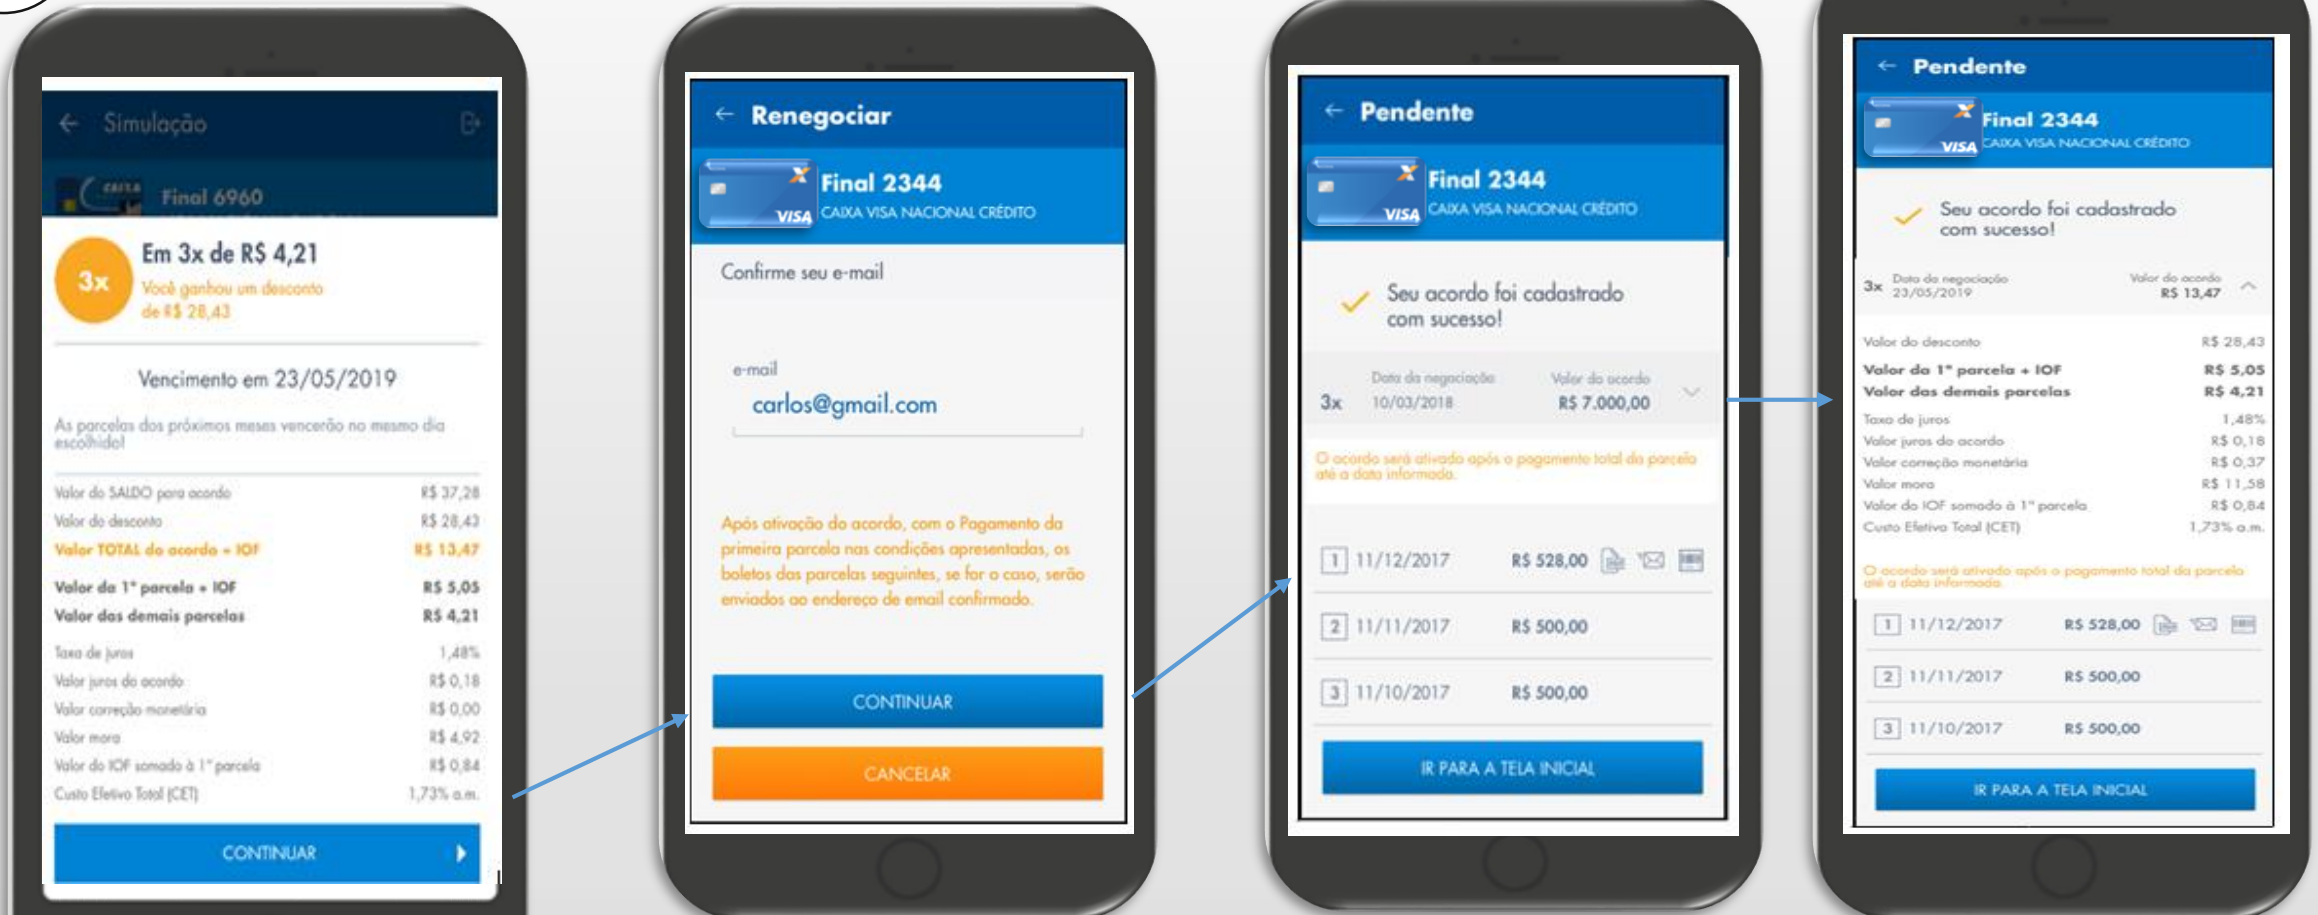 ← Simulação
CAIXA
Final 6960
3x
Em 3x de R$ 4,21
Você ganhou um desconto
de R$ 28,43
Vencimento em 23/05/2019
As parcelas dos próximos meses vencerão no mesmo dia
escolhido!
Valor do SALDO para acordo R$ 37,28
Valor do desconto R$ 28,43
Valor TOTAL do acordo + IOF R$ 13,47
Valor da 1ª parcela + IOF R$ 5,05
Valor das demais parcelas R$ 4,21
Taxa de juros 1,48%
Valor juros do acordo R$ 0,18
Valor correção monetária R$ 0,00
Valor mora R$ 4,92
Valor do IOF somado à 1ª parcela R$ 0,84
Custo Efetivo Total (CET) 1,73% a.m.
CONTINUAR
← Renegociar
X
VISA
Final 2344
CAIXA VISA NACIONAL CRÉDITO
Confirme seu e-mail
e-mail
carlos@gmail.com
Após ativação do acordo, com o Pagamento da
primeira parcela nas condições apresentadas, os
boletos das parcelas seguintes, se for o caso, serão
enviados ao endereço de email confirmado.
CONTINUAR
CANCELAR
← Pendente
X
VISA
Final 2344
CAIXA VISA NACIONAL CRÉDITO
Seu acordo foi cadastrado
com sucesso!
Data da negociação Valor do acordo
3x 10/03/2018 R$ 7.000,00
O acordo será ativado após o pagamento total da parcela
até a data informada.
1 11/12/2017 R$ 528,00
2 11/11/2017 R$ 500,00
3 11/10/2017 R$ 500,00
IR PARA A TELA INICIAL
← Pendente
X
VISA
Final 2344
CAIXA VISA NACIONAL CRÉDITO
Seu acordo foi cadastrado
com sucesso!
Data da negociação Valor do acordo
3x 23/05/2019 R$ 13,47
Valor do desconto R$ 28,43
Valor da 1ª parcela + IOF R$ 5,05
Valor das demais parcelas R$ 4,21
Taxa de juros 1,48%
Valor juros do acordo R$ 0,18
Valor correção monetária R$ 0,37
Valor mora R$ 11,58
Valor do IOF somado à 1ª parcela R$ 0,84
Custo Efetivo Total (CET) 1,73% a.m.
O acordo será ativado após o pagamento total da parcela
até a data informada.
1 11/12/2017 R$ 528,00
2 11/11/2017 R$ 500,00
3 11/10/2017 R$ 500,00
IR PARA A TELA INICIAL